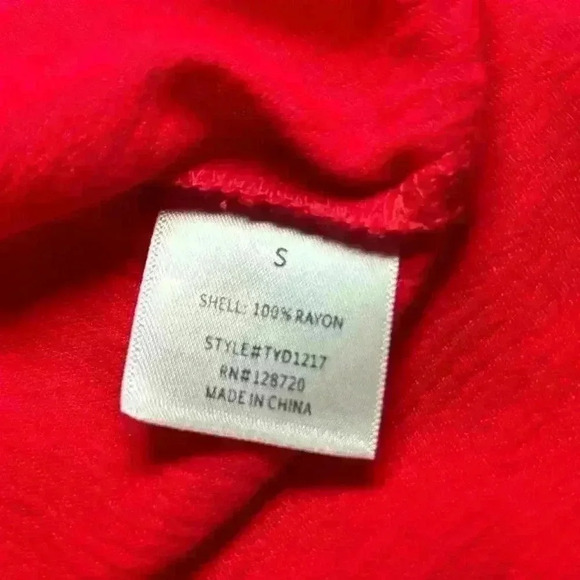 S
SHELL: 100% RAYON
STYLE#TYD1217
RN#128720
MADE IN CHINA